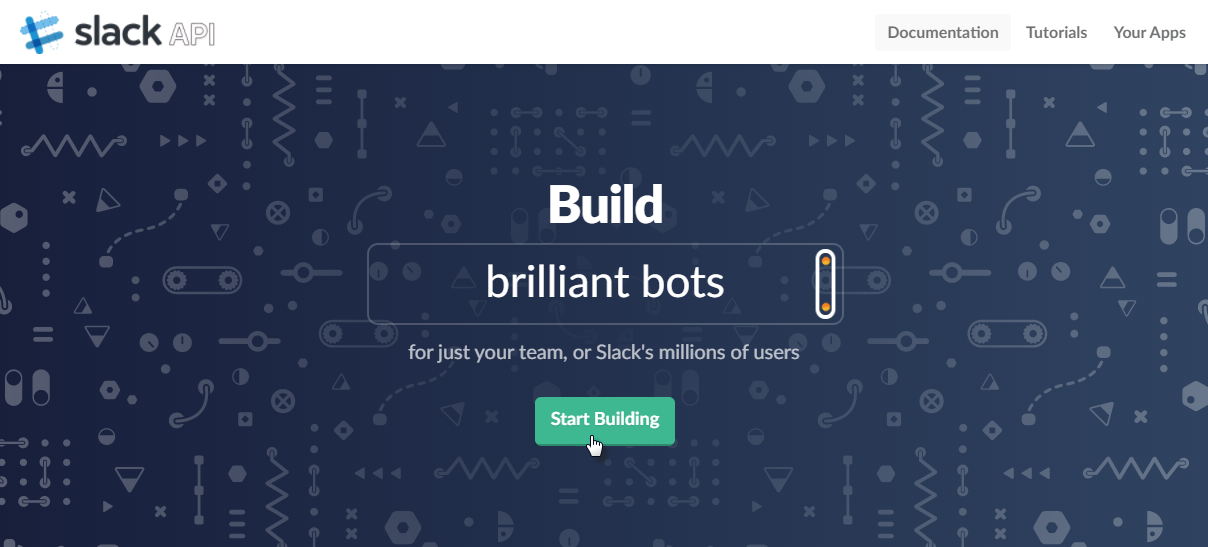 slack API
Documentation
Tutorials
Your Apps
Build
brilliant bots
for just your team, or Slack's millions of users
Start Building